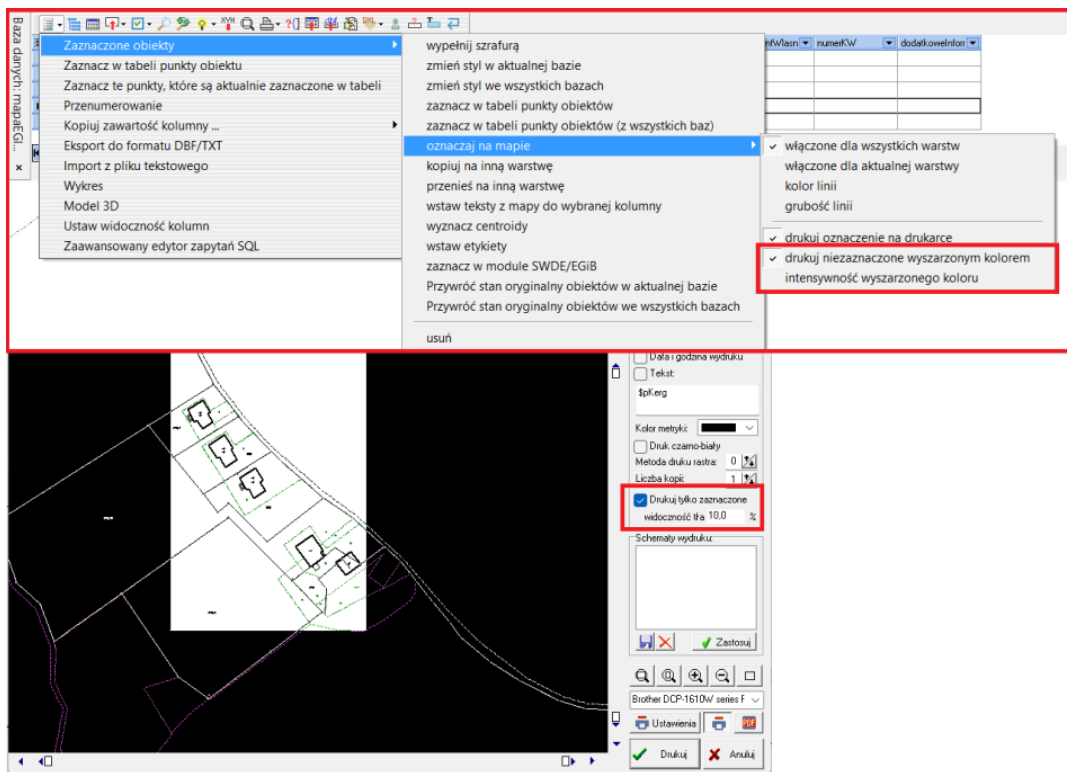 Baza danych: mapaEGI...
XYH
numerKW
dodatkoweInforr
Zaznaczone obiekty
Zaznacz w tabeli punkty obiektu
Zaznacz te punkty, które są aktualnie zaznaczone w tabeli
Przenumerowanie
Kopiuj zawartość kolumny ...
Eksport do formatu DBF/TXT
Import z pliku tekstowego
Wykres
Model 3D
Ustaw widoczność kolumn
Zaawansowany edytor zapytań SQL
wypełnij szrafurą
zmień styl w aktualnej bazie
zmień styl we wszystkich bazach
zaznacz w tabeli punkty obiektów
zaznacz w tabeli punkty obiektów (z wszystkich baz)
oznaczaj na mapie
kopiuj na inną warstwę
przenieś na inną warstwę
wstaw teksty z mapy do wybranej kolumny
wyznacz centroidy
wstaw etykiety
zaznacz w module SWDE/EGiB
Przywróć stan oryginalny obiektów w aktualnej bazie
Przywróć stan oryginalny obiektów we wszystkich bazach
usuń
włączone dla wszystkich warstw
włączone dla aktualnej warstwy
kolor linii
grubość linii
drukuj oznaczenie na drukarce
drukuj niezaznaczone wyszarzonym kolorem
intensywność wyszarzonego koloru
Data i godzina wydruku
Tekst:
$pKerg
Kolor metryki:
Druk czarno-biały
Metoda druku rastra: 0
Liczba kopii: 1
Drukuj tylko zaznaczone
widoczność tła 10,0 %
Schematy wydruku:
Zastosuj
Brother DCP-1610W series F
Ustawienia
PDF
Drukuj
Anuluj